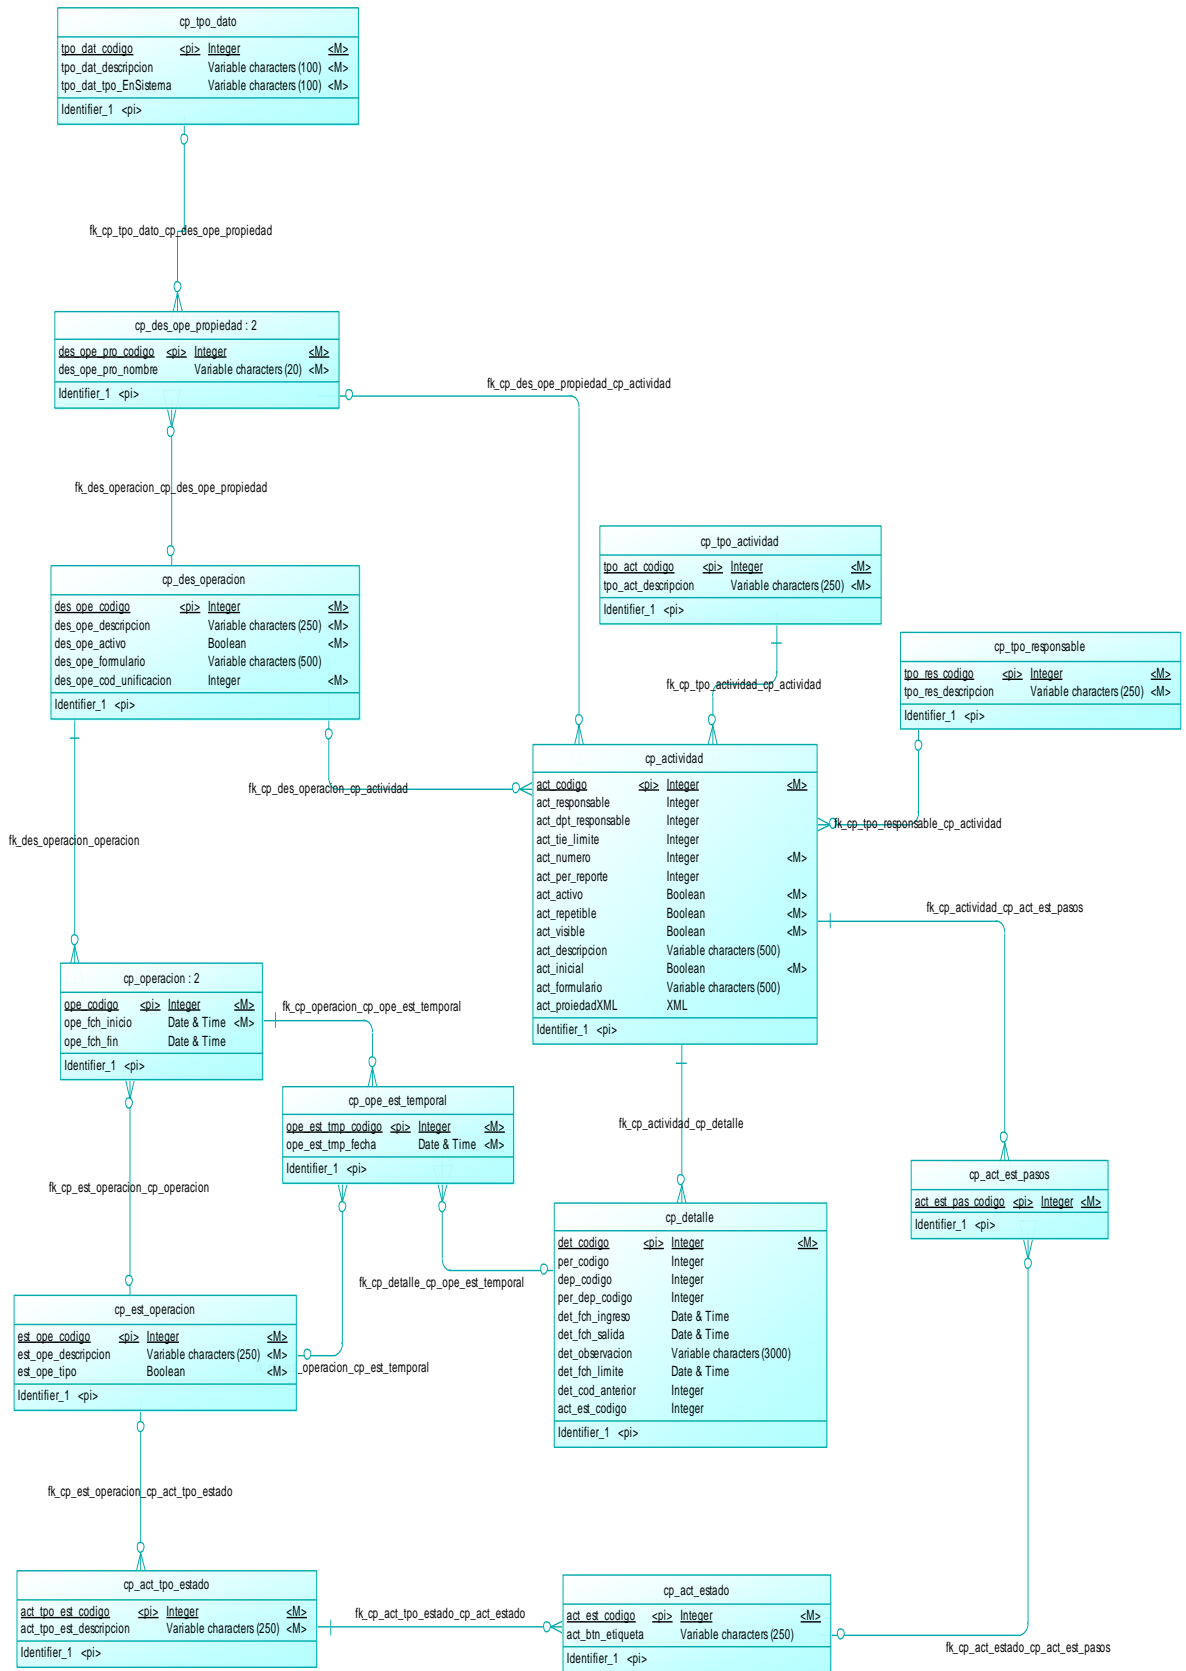 cp_tpo_dato
tpo_dat_codigo <pi> Integer <M>
tpo_dat_descripcion Variable characters (100) <M>
tpo_dat_tpo_EnSistema Variable characters (100) <M>
Identifier_1 <pi>
fk_cp_tpo_dato_cp_des_ope_propiedad
cp_des_ope_propiedad : 2
des_ope_pro_codigo <pi> Integer <M>
des_ope_pro_nombre Variable characters (20) <M>
Identifier_1 <pi>
fk_cp_des_ope_propiedad_cp_actividad
fk_des_operacion_cp_des_ope_propiedad
cp_tpo_actividad
tpo_act_codigo <pi> Integer <M>
tpo_act_descripcion Variable characters (250) <M>
Identifier_1 <pi>
cp_des_operacion
des_ope_codigo <pi> Integer <M>
des_ope_descripcion Variable characters (250) <M>
des_ope_activo Boolean <M>
des_ope_formulario Variable characters (500)
des_ope_cod_unificacion Integer <M>
Identifier_1 <pi>
cp_tpo_responsable
tpo_res_codigo <pi> Integer <M>
tpo_res_descripcion Variable characters (250) <M>
Identifier_1 <pi>
fk_cp_tpo_actividad_cp_actividad
fk_cp_des_operacion_cp_actividad
fk_cp_tpo_responsable_cp_actividad
cp_actividad
act_codigo <pi> Integer <M>
act_responsable Integer
act_dpt_responsable Integer
act_tie_limite Integer
act_numero Integer <M>
act_per_reporte Integer
act_activo Boolean <M>
act_repetible Boolean <M>
act_visible Boolean <M>
act_descripcion Variable characters (500)
act_inicial Boolean <M>
act_formulario Variable characters (500)
act_proiedadXML XML
Identifier_1 <pi>
fk_des_operacion_operacion
fk_cp_actividad_cp_act_est_pasos
cp_operacion : 2
ope_codigo <pi> Integer <M>
ope_fch_inicio Date & Time <M>
ope_fch_fin Date & Time
Identifier_1 <pi>
fk_cp_operacion_cp_ope_est_temporal
cp_ope_est_temporal
ope_est_tmp_codigo <pi> Integer <M>
ope_est_tmp_fecha Date & Time <M>
Identifier_1 <pi>
fk_cp_actividad_cp_detalle
cp_act_est_pasos
act_est_pas_codigo <pi> Integer <M>
Identifier_1 <pi>
fk_cp_est_operacion_cp_operacion
cp_detalle
det_codigo <pi> Integer <M>
per_codigo Integer
dep_codigo Integer
per_dep_codigo Integer
det_fch_ingreso Date & Time
det_fch_salida Date & Time
det_observacion Variable characters (3000)
det_fch_limite Date & Time
det_cod_anterior Integer
act_est_codigo Integer
Identifier_1 <pi>
fk_cp_detalle_cp_ope_est_temporal
cp_est_operacion
est_ope_codigo <pi> Integer <M>
est_ope_descripcion Variable characters (250) <M>
est_ope_tipo Boolean <M>
Identifier_1 <pi>
_operacion_cp_est_temporal
fk_cp_est_operacion_cp_act_tpo_estado
cp_act_tpo_estado
act_tpo_est_codigo <pi> Integer <M>
act_tpo_est_descripcion Variable characters (250) <M>
Identifier_1 <pi>
fk_cp_act_tpo_estado_cp_act_estado
cp_act_estado
act_est_codigo <pi> Integer <M>
act_btn_etiqueta Variable characters (250)
Identifier_1 <pi>
fk_cp_act_estado_cp_act_est_pasos